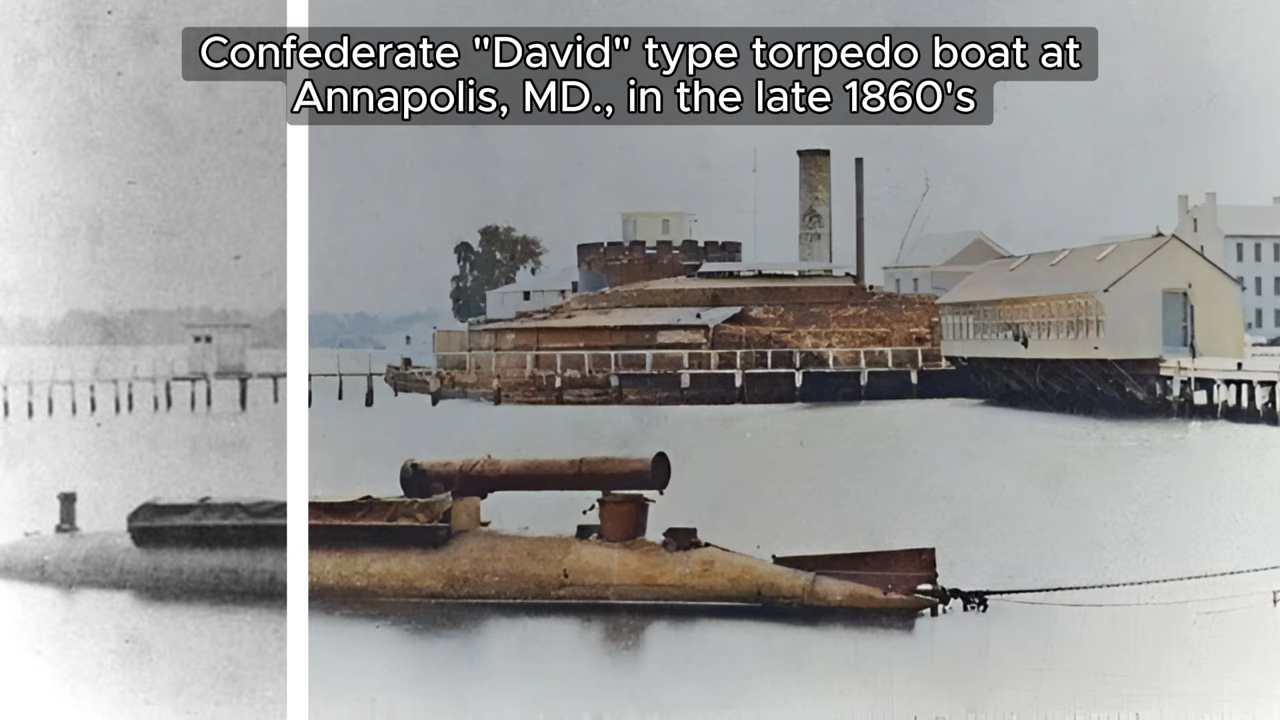 Confederate "David" type torpedo boat at
Annapolis, MD., in the late 1860's